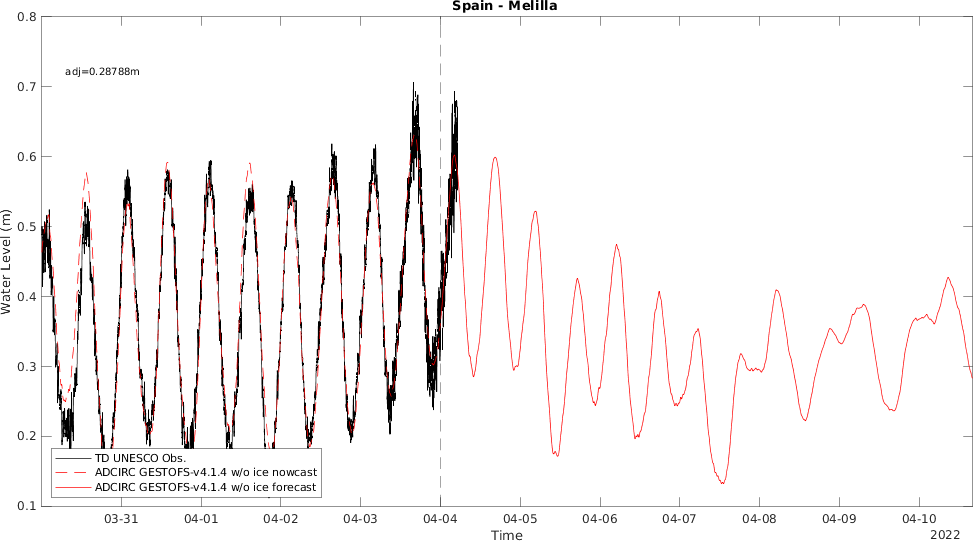 Spain - Melilla
0.8
0.7
0.6
0.5
0.4
0.3
0.2
0.1
Water Level (m)
adj=0.28788m
TD UNESCO Obs.
ADCIRC GESTOFS-v4.1.4 w/o ice nowcast
ADCIRC GESTOFS-v4.1.4 w/o ice forecast
03-31 04-01 04-02 04-03 04-04 04-05 04-06 04-07 04-08 04-09 04-10
Time
2022